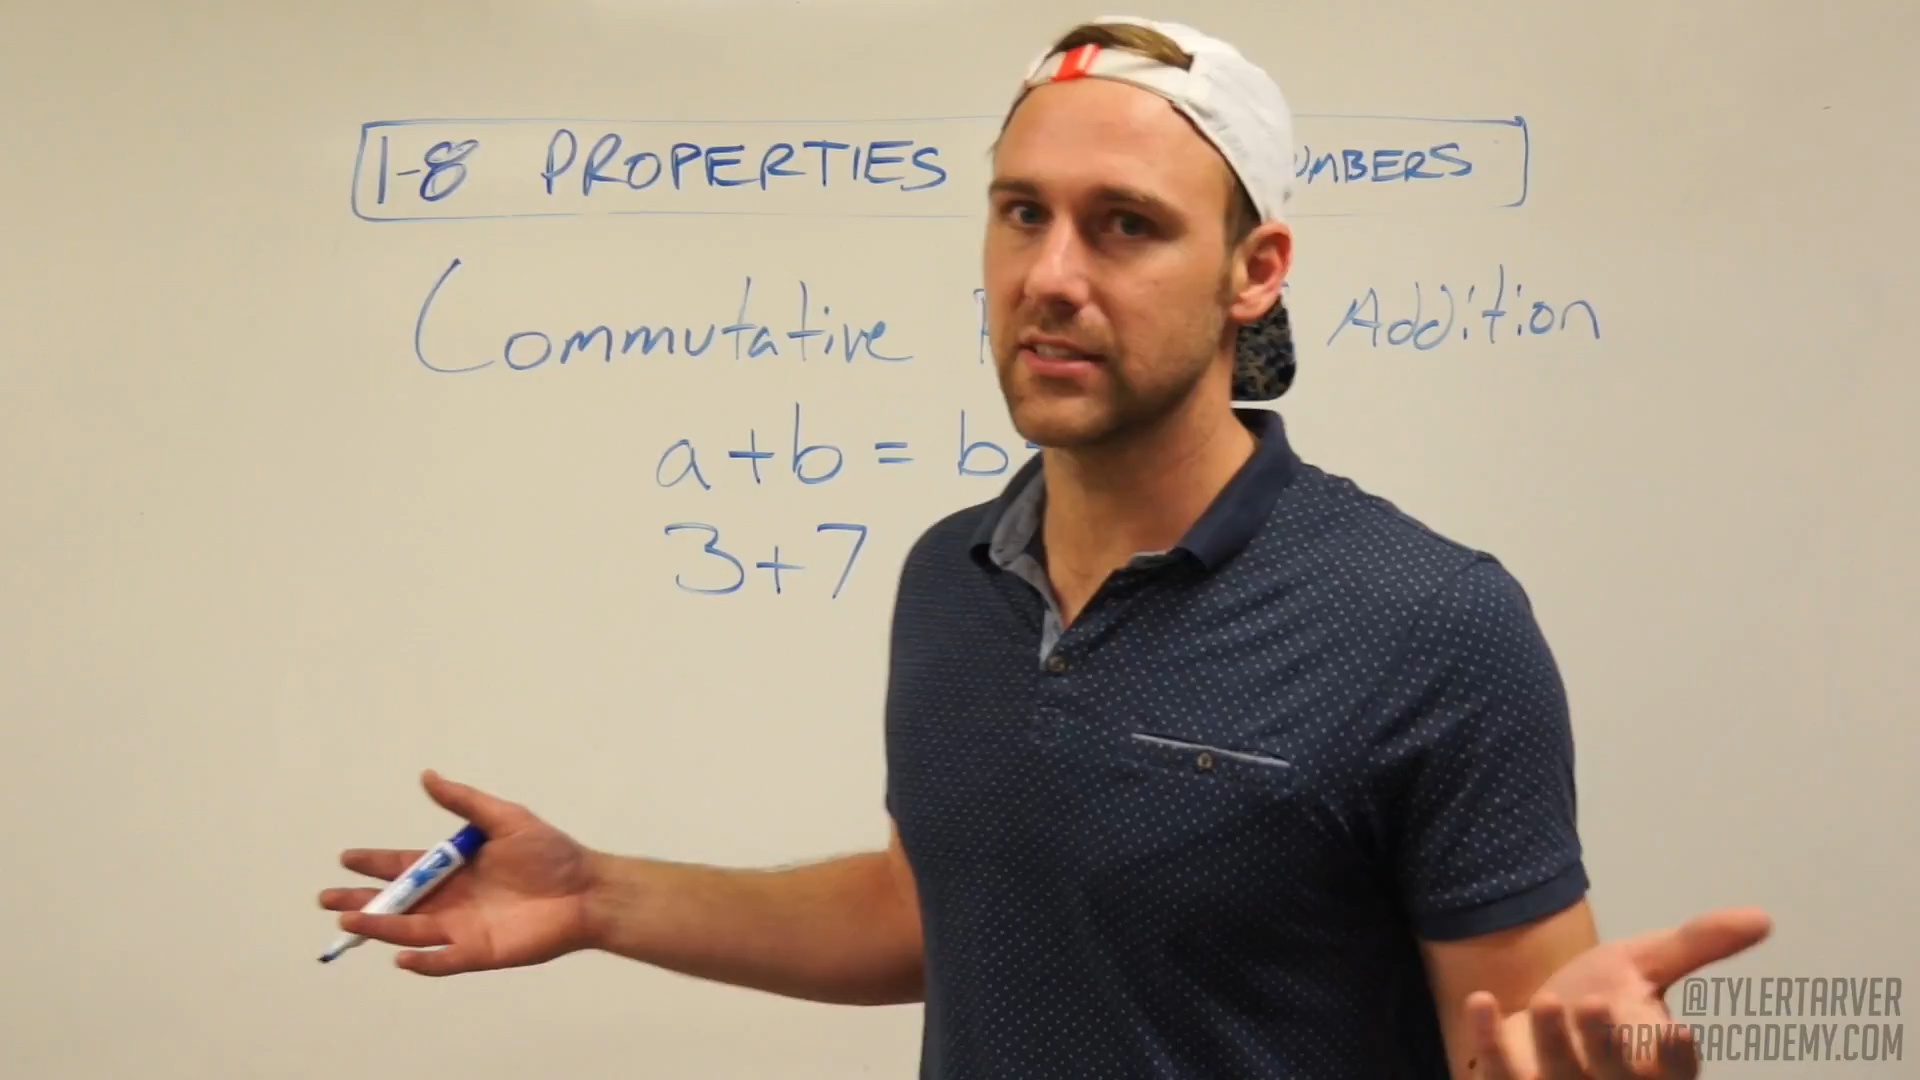 1-8 PROPERTIES UMBERS
Commutative Addition
a+b = b
3+7
@TYLERTARVER
TARVERACADEMY.COM